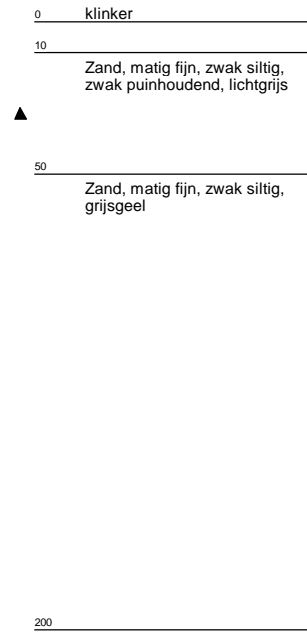 0 klinker
10
Zand, matig fijn, zwak siltig,
zwak puinhoudend, lichtgrijs
50
Zand, matig fijn, zwak siltig,
grijsgeel
200